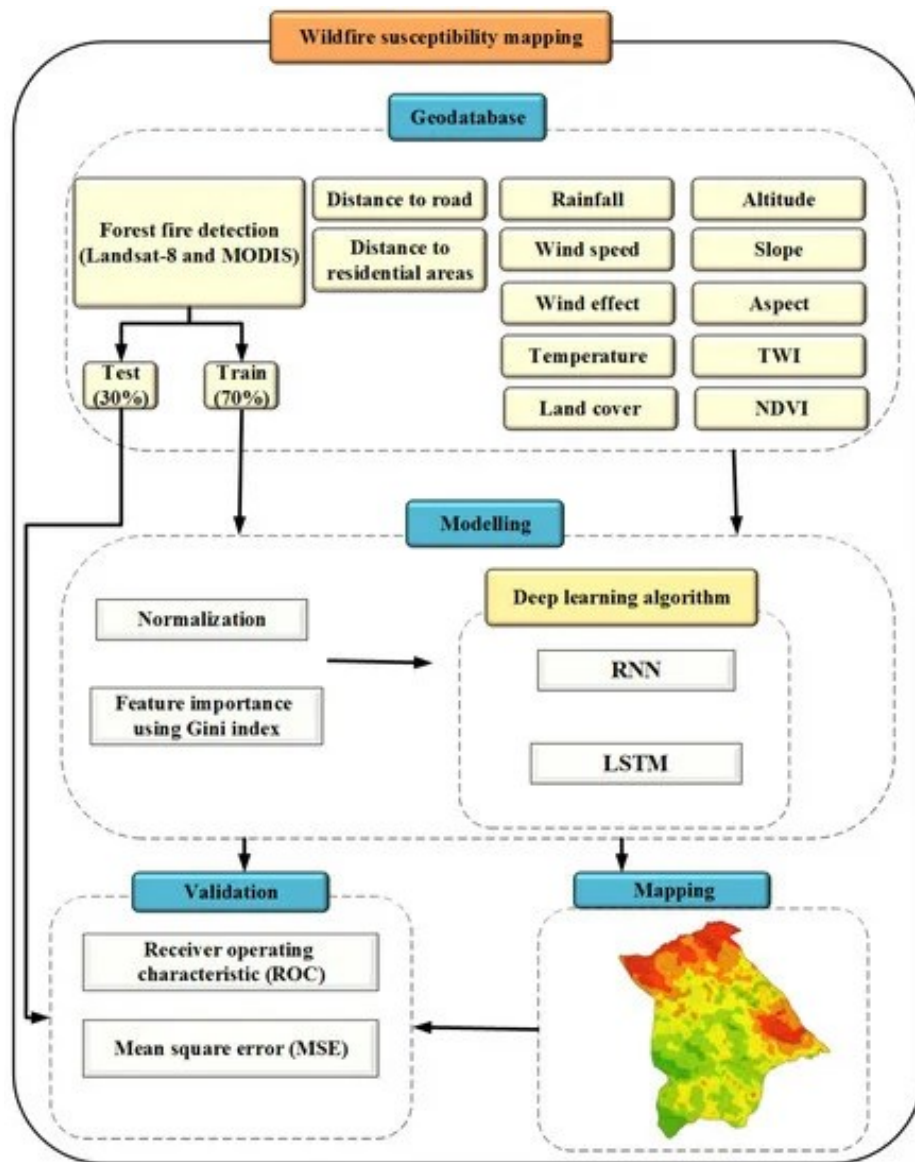 Wildfire susceptibility mapping
Geodatabase
Forest fire detection
(Landsat-8 and MODIS)
Test
(30%)
Train
(70%)
Distance to road
Distance to
residential areas
Rainfall
Wind speed
Wind effect
Temperature
Land cover
Altitude
Slope
Aspect
TWI
NDVI
Modelling
Normalization
Feature importance
using Gini index
Deep learning algorithm
RNN
LSTM
Validation
Receiver operating
characteristic (ROC)
Mean square error (MSE)
Mapping